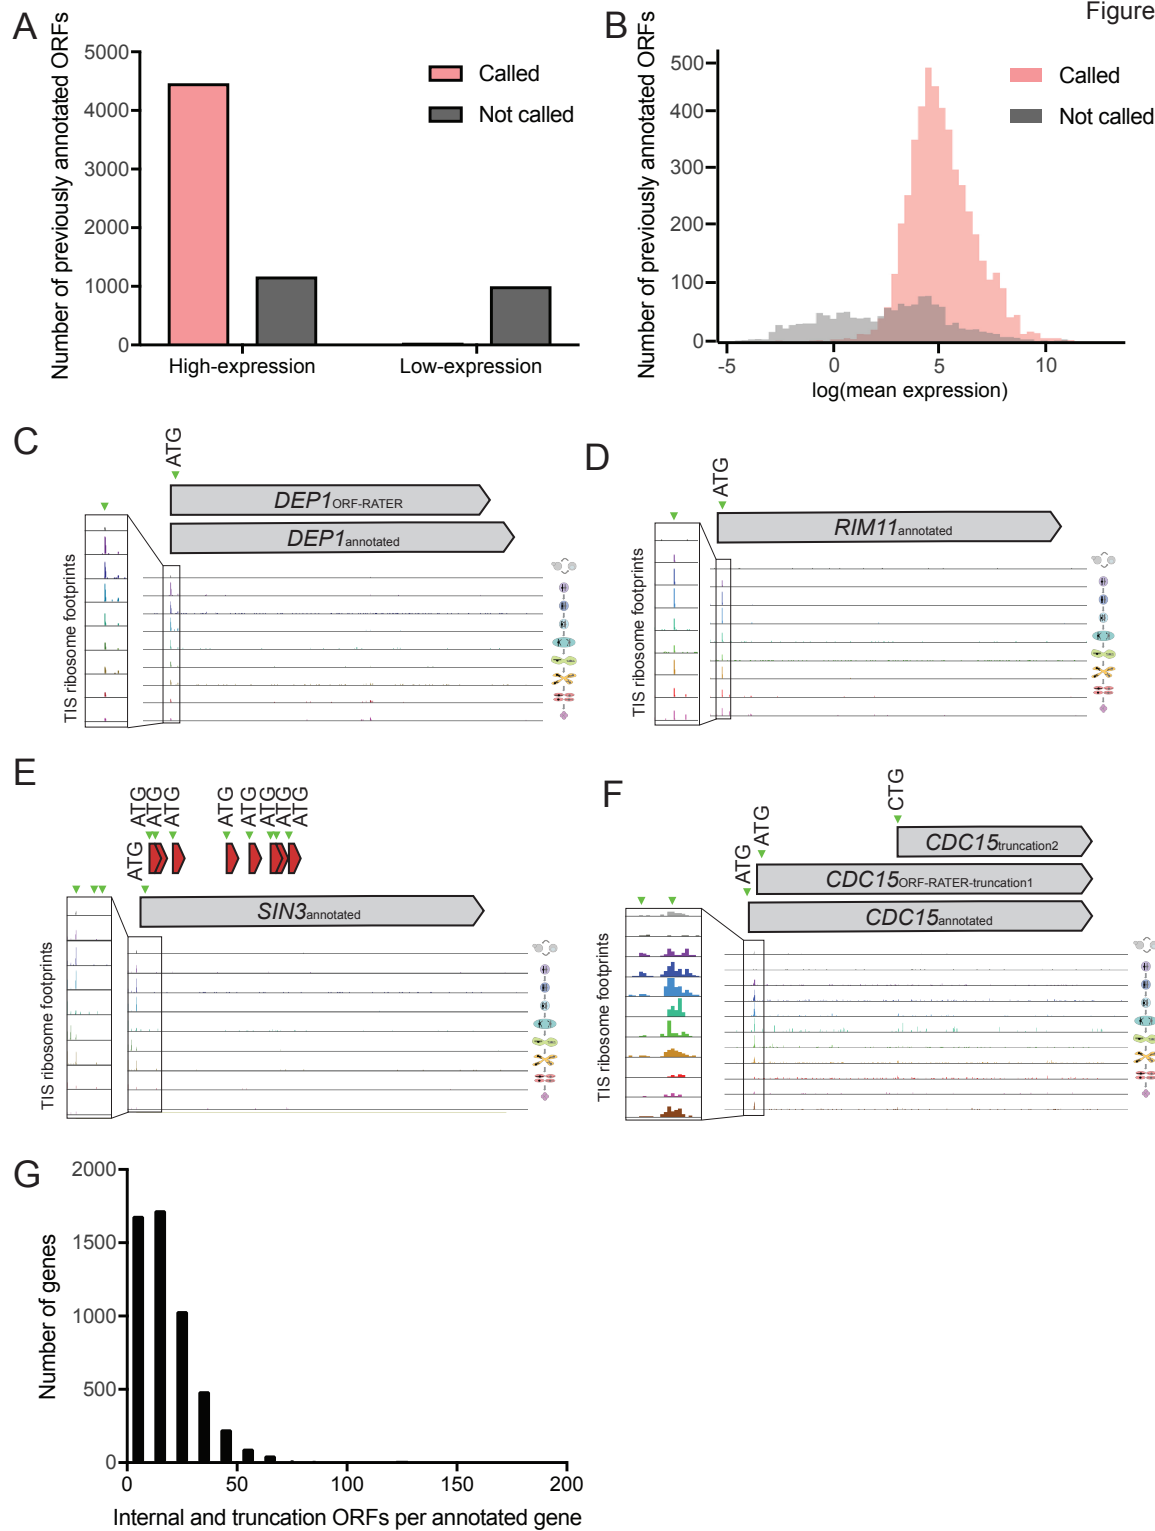 Figure
A
Number of previously annotated ORFs
5000
4000
3000
2000
1000
0
Called
Not called
High-expression
Low-expression
B
Number of previously annotated ORFs
500
400
300
200
100
0
Called
Not called
-5
0
5
10
log(mean expression)
C
ATG
DEP1ORF-RATER
DEP1annotated
TIS ribosome footprints
D
ATG
RIM11annotated
TIS ribosome footprints
E
ATG
ATG
ATG
ATG
ATG
ATG
ATG
ATG
ATG
SIN3annotated
TIS ribosome footprints
F
CTG
ATG
ATG
CDC15truncation2
CDC15ORF-RATER-truncation1
CDC15annotated
TIS ribosome footprints
G
Number of genes
2000
1500
1000
500
0
0
50
100
150
200
Internal and truncation ORFs per annotated gene